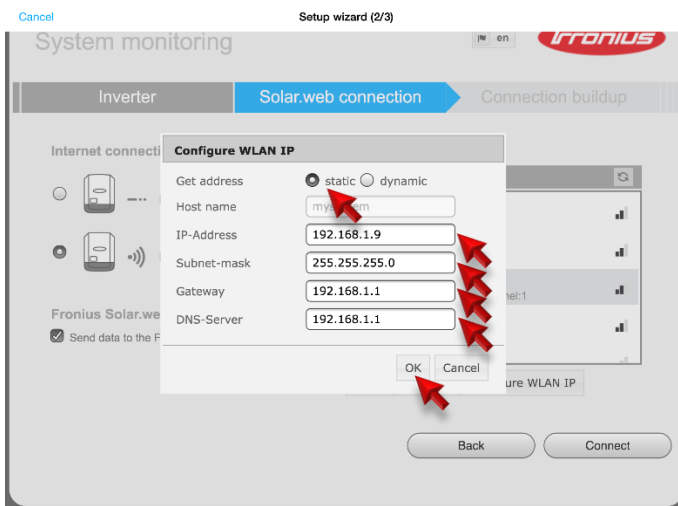 Cancel
Setup wizard (2/3)
System monitoring
en
Fronius
Inverter
Solar.web connection
Connection buildup
Internet connecti
Configure WLAN IP
Get address
static
dynamic
Host name
IP-Address
192.168.1.9
Subnet-mask
255.255.255.0
Gateway
192.168.1.1
nel:1
DNS-Server
192.168.1.1
Fronius Solar.we
Send data to the F
OK
Cancel
ure WLAN IP
Back
Connect